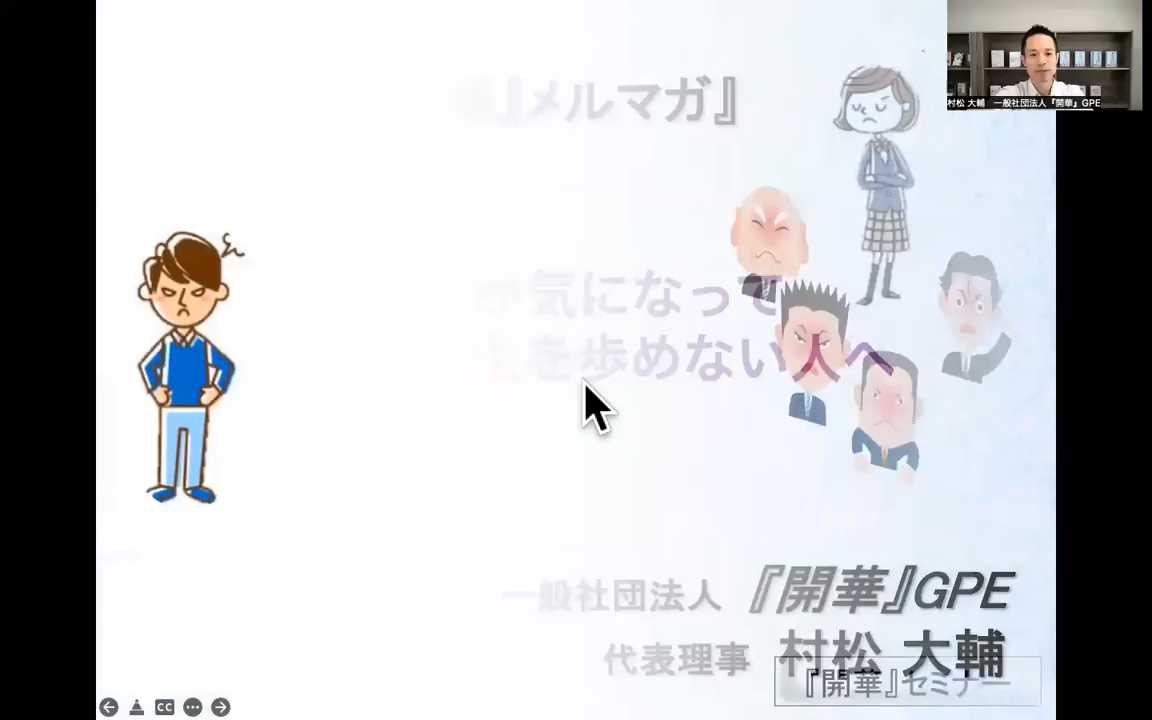 』メルマガ』
気になって
を歩めない人へ
一般社団法人 『開華』GPE
代表理事 村松 大輔
『開華』セミナー
村松 大輔 一般社団法人『開華』GPE
CC